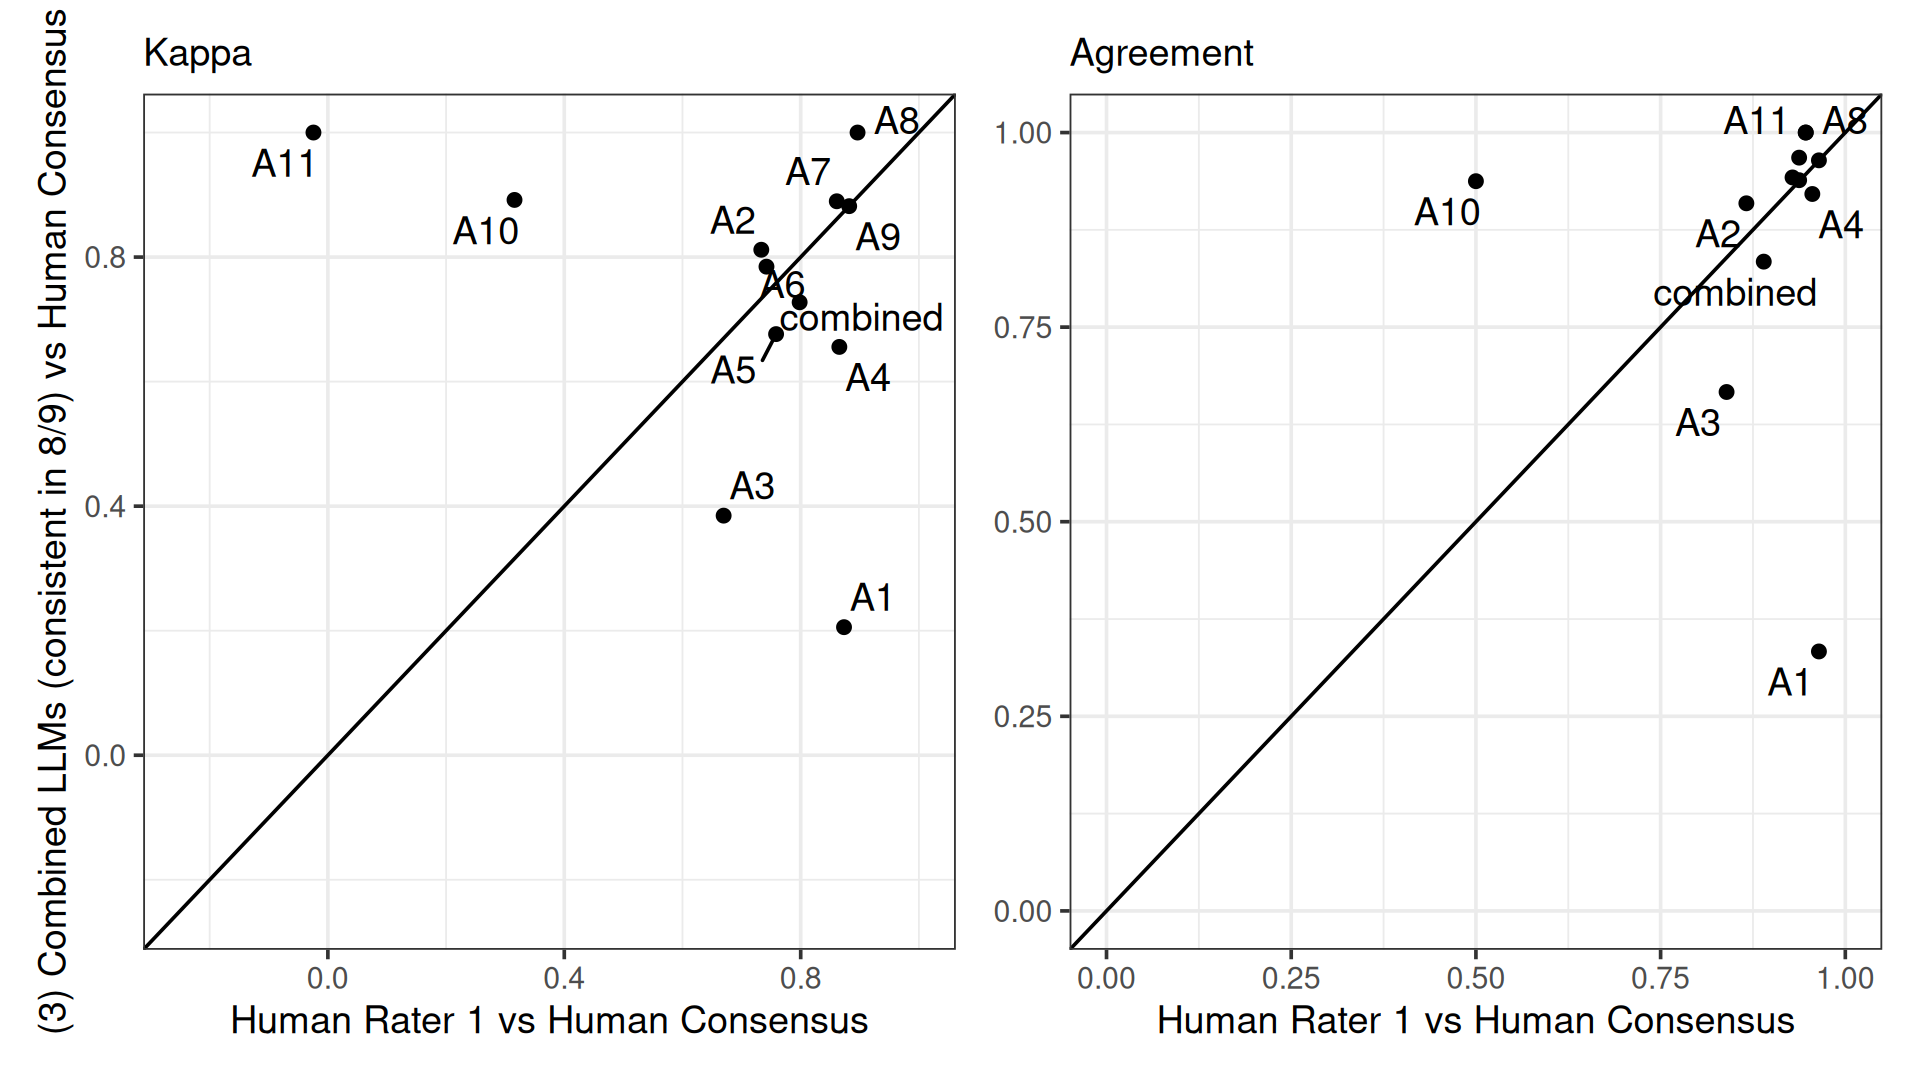 (3) Combined LLMs (consistent in 8/9) vs Human Consensus
Kappa
A11
A10
A8
A7
A2
A9
A6
combined
A5
A4
A3
A1
0.8
0.4
0.0
0.0
0.4
0.8
Human Rater 1 vs Human Consensus
Agreement
A11
A8
A10
A2
A4
combined
A3
A1
1.00
0.75
0.50
0.25
0.00
0.00
0.25
0.50
0.75
1.00
Human Rater 1 vs Human Consensus